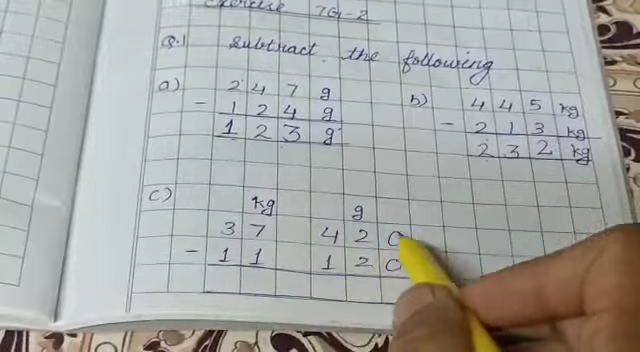 Exercise 7G-2
Q.1 Subtract the following
a) 2 4 7 g
- 1 2 4 g
1 2 3 g
b) 4 4 5 kg
- 2 1 3 kg
2 3 2 kg
c) kg g
3 7 4 2 0
- 1 1 1 2 0